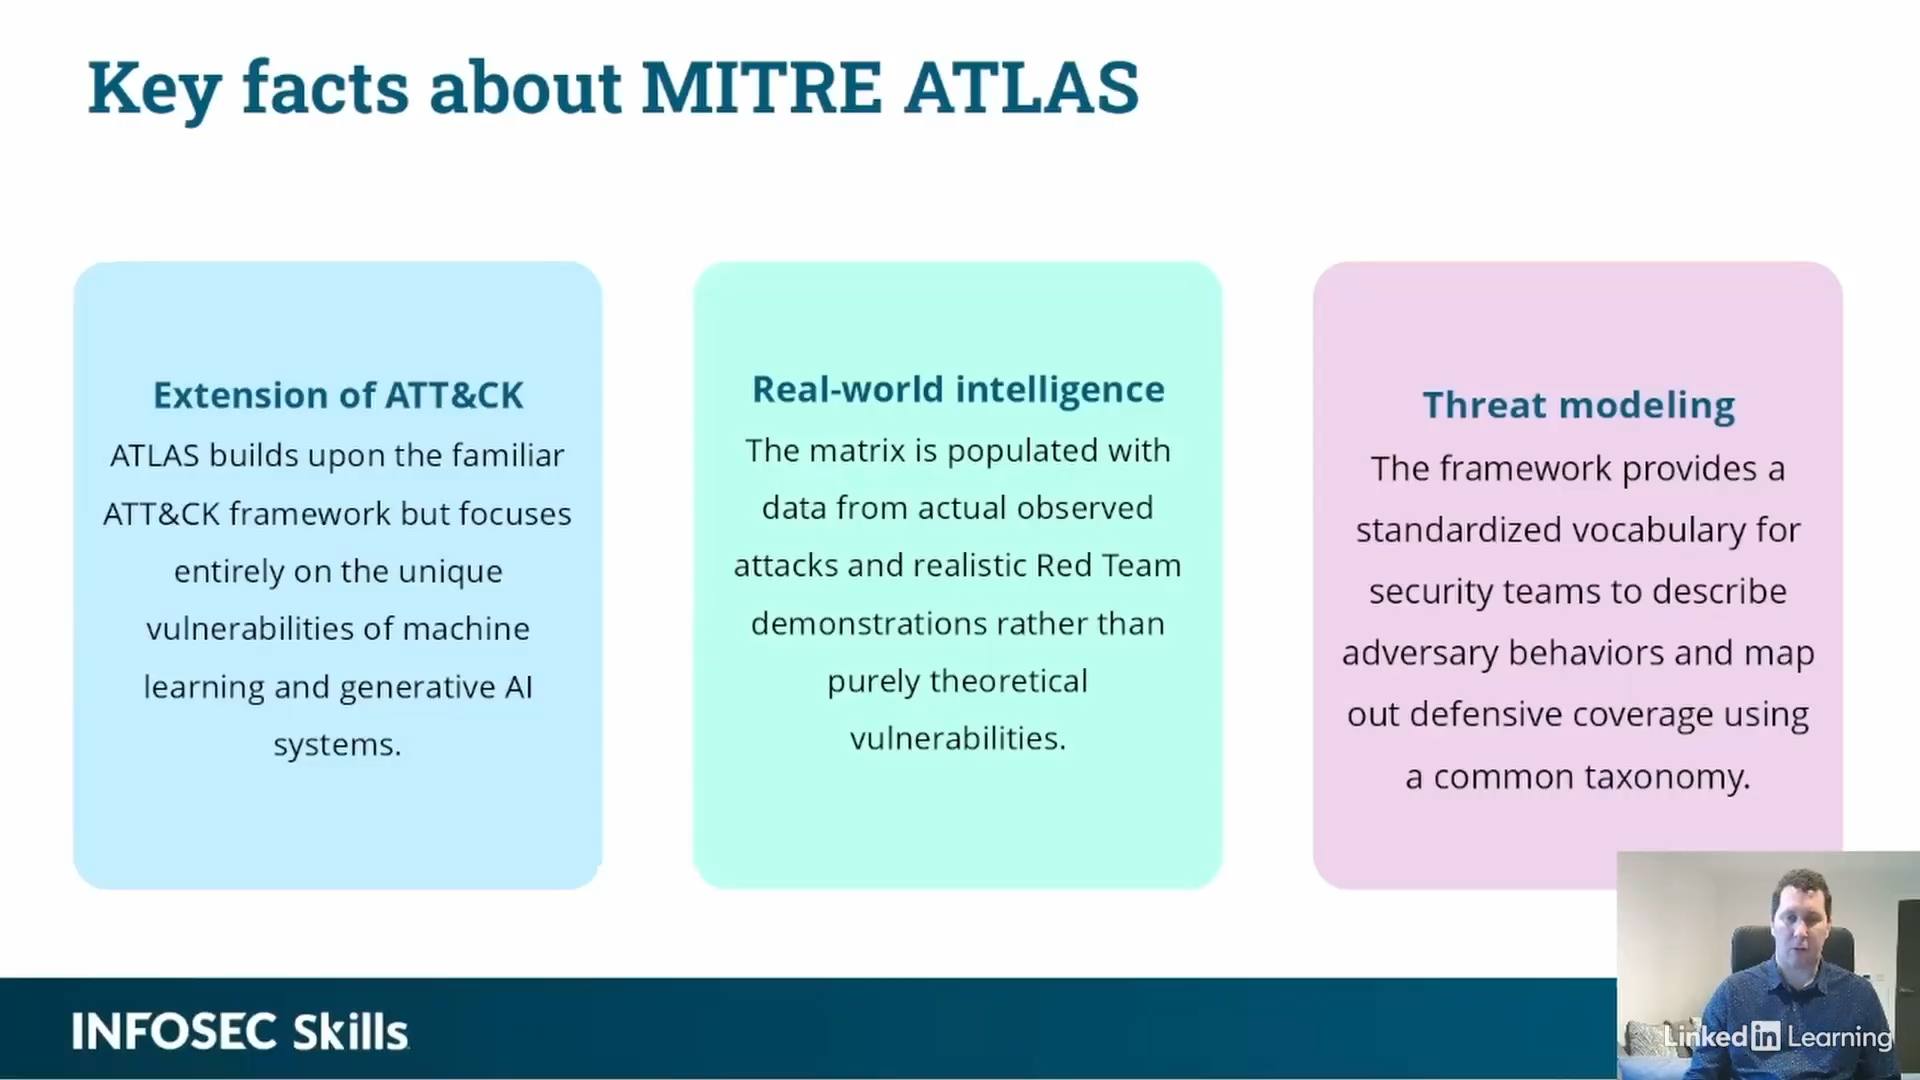 Key facts about MITRE ATLAS
Extension of ATT&CK
ATLAS builds upon the familiar
ATT&CK framework but focuses
entirely on the unique
vulnerabilities of machine
learning and generative AI
systems.
Real-world intelligence
The matrix is populated with
data from actual observed
attacks and realistic Red Team
demonstrations rather than
purely theoretical
vulnerabilities.
Threat modeling
The framework provides a
standardized vocabulary for
security teams to describe
adversary behaviors and map
out defensive coverage using
a common taxonomy.
INFOSEC Skills
LinkedIn Learning